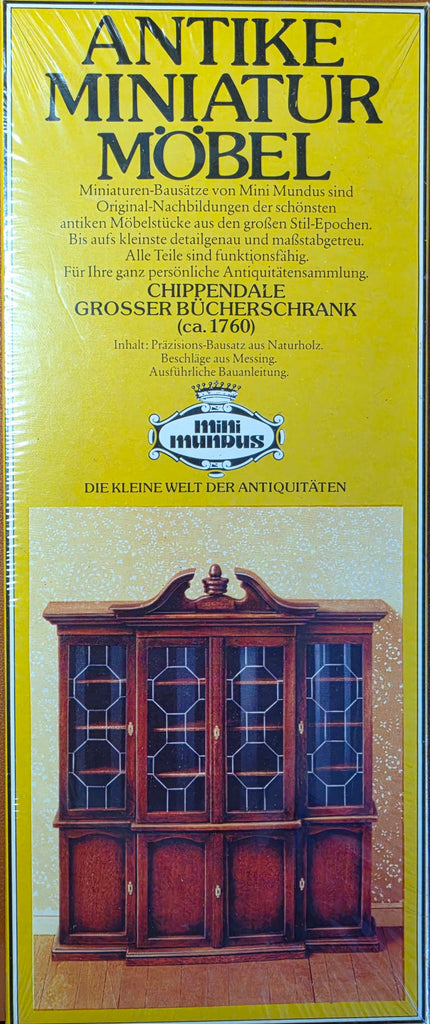 ANTIKE
MINIATUR
MÖBEL
Miniaturen-Bausätze von Mini Mundus sind
Original-Nachbildungen der schönsten
antiken Möbelstücke aus den großen Stil-Epochen.
Bis aufs kleinste detailgenau und maßstabgetreu.
Alle Teile sind funktionsfähig.
Für Ihre ganz persönliche Antiquitätensammlung.
CHIPPENDALE
GROSSER BÜCHERSCHRANK
(ca. 1760)
Inhalt: Präzisions-Bausatz aus Naturholz.
Beschläge aus Messing.
Ausführliche Bauanleitung.
mini
mundus
DIE KLEINE WELT DER ANTIQUITÄTEN